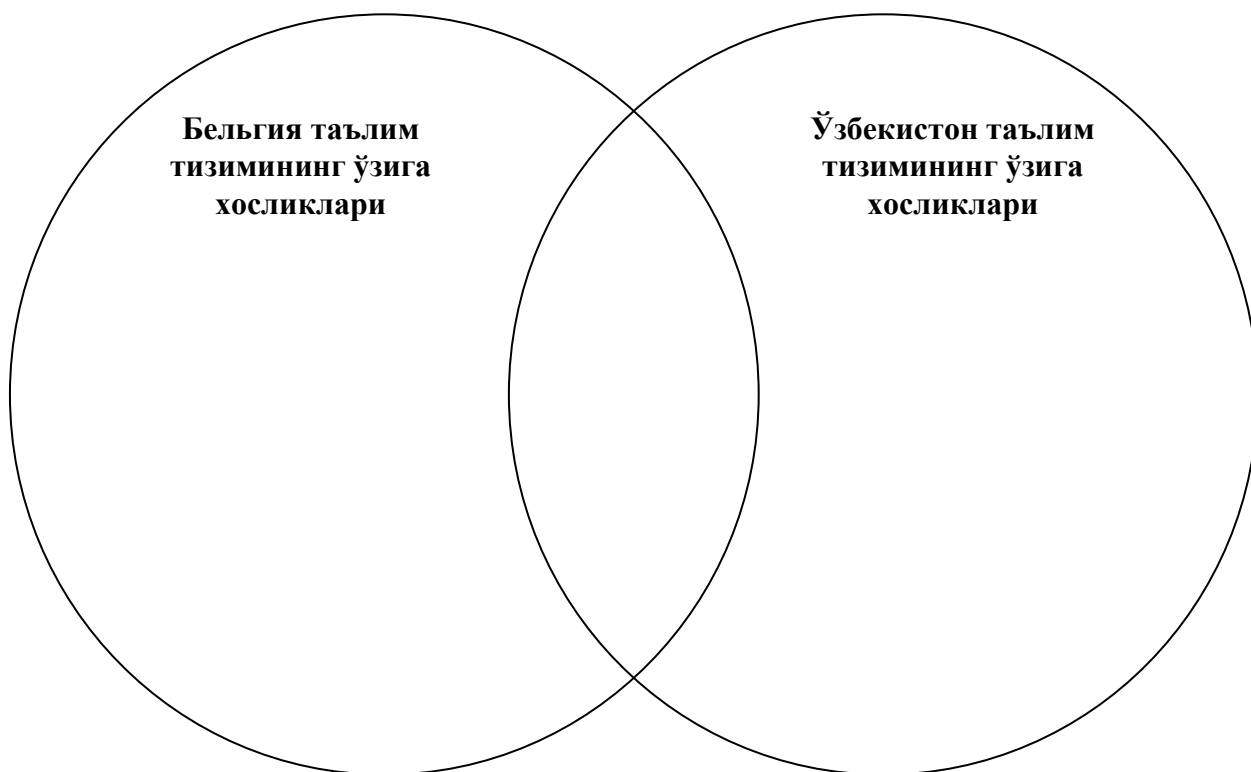 Бельгия таълим
тизимининг ўзига
хосликлари
Ўзбекистон таълим
тизимининг ўзига
хосликлари